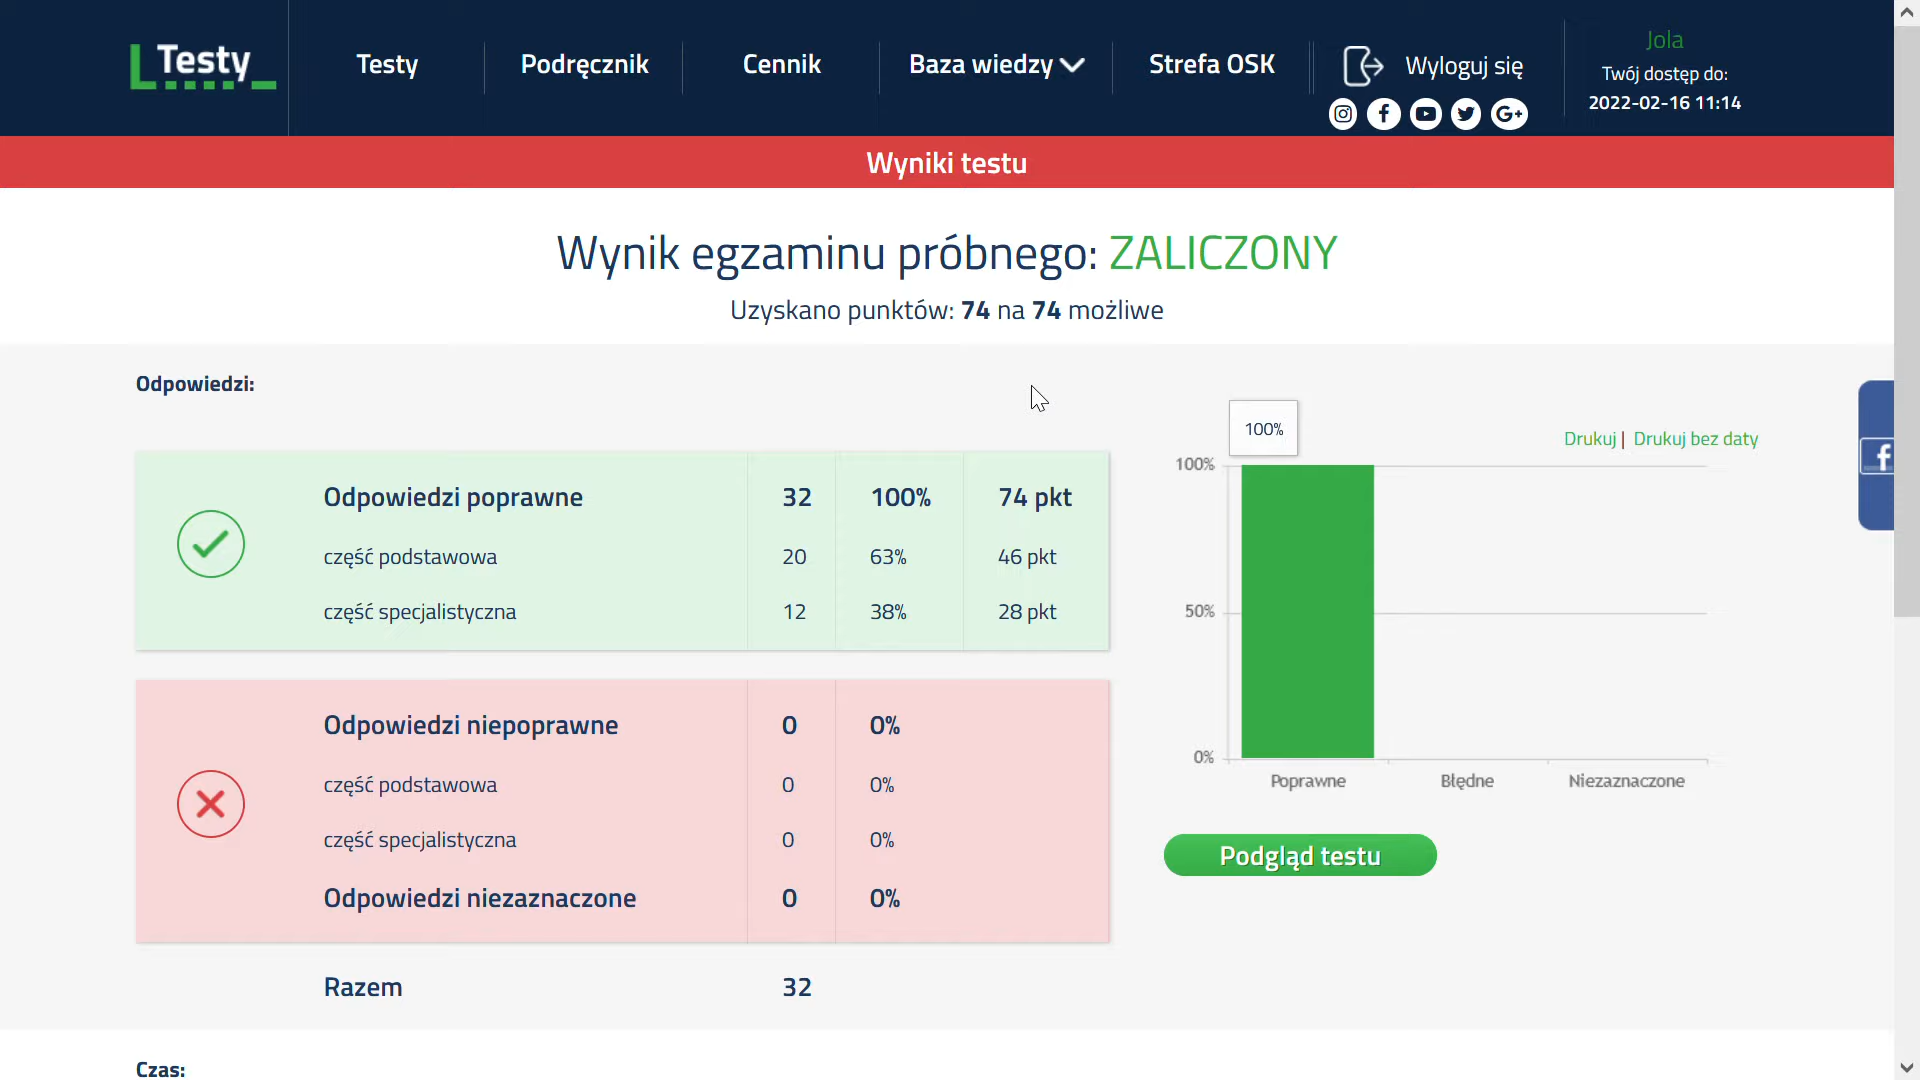 L Testy
Testy
Podręcznik
Cennik
Baza wiedzy
Strefa OSK
Wyloguj się
Jola
Twój dostęp do:
2022-02-16 11:14
Wyniki testu
Wynik egzaminu próbnego: ZALICZONY
Uzyskano punktów: 74 na 74 możliwe
Odpowiedzi:
Odpowiedzi poprawne 32 100% 74 pkt
część podstawowa 20 63% 46 pkt
część specjalistyczna 12 38% 28 pkt
Odpowiedzi niepoprawne 0 0%
część podstawowa 0 0%
część specjalistyczna 0 0%
Odpowiedzi niezaznaczone 0 0%
Razem 32
100%
Drukuj | Drukuj bez daty
100%
50%
0%
Poprawne Błędne Niezaznaczone
Podgląd testu
Czas: